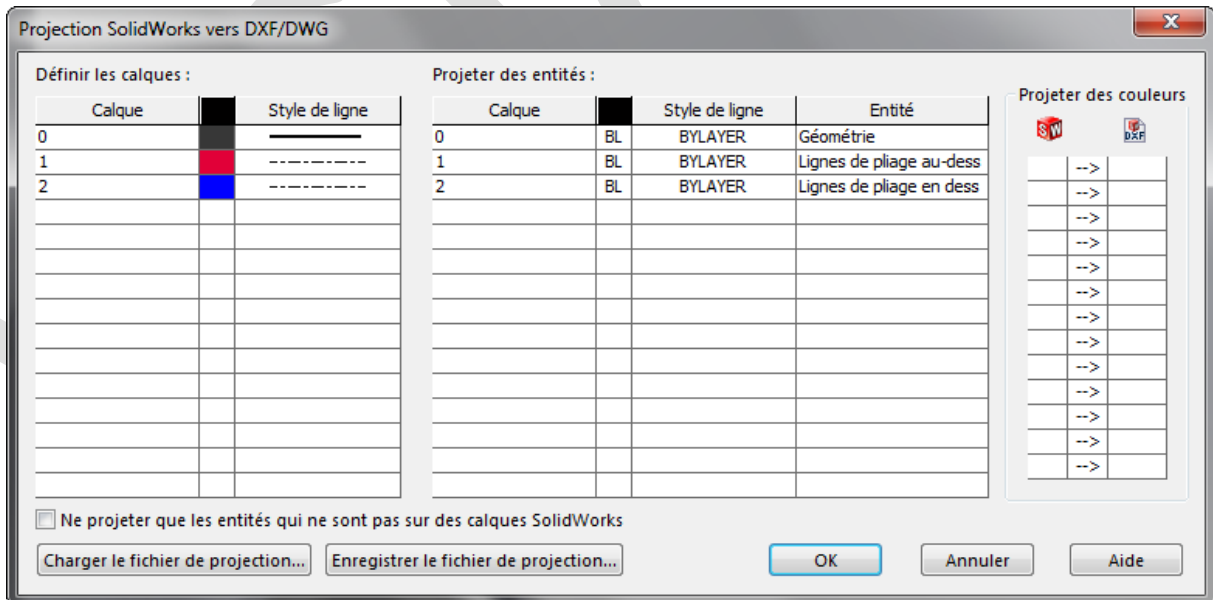 Projection SolidWorks vers DXF/DWG
Définir les calques :
Calque Style de ligne
0
1
2
Projeter des entités :
Calque Style de ligne Entité
0 BL BYLAYER Géométrie
1 BL BYLAYER Lignes de pliage au-dess
2 BL BYLAYER Lignes de pliage en dess
Projeter des couleurs
SW DXF
-->
-->
-->
-->
-->
-->
-->
-->
-->
-->
-->
-->
-->
Ne projeter que les entités qui ne sont pas sur des calques SolidWorks
Charger le fichier de projection... Enregistrer le fichier de projection... OK Annuler Aide